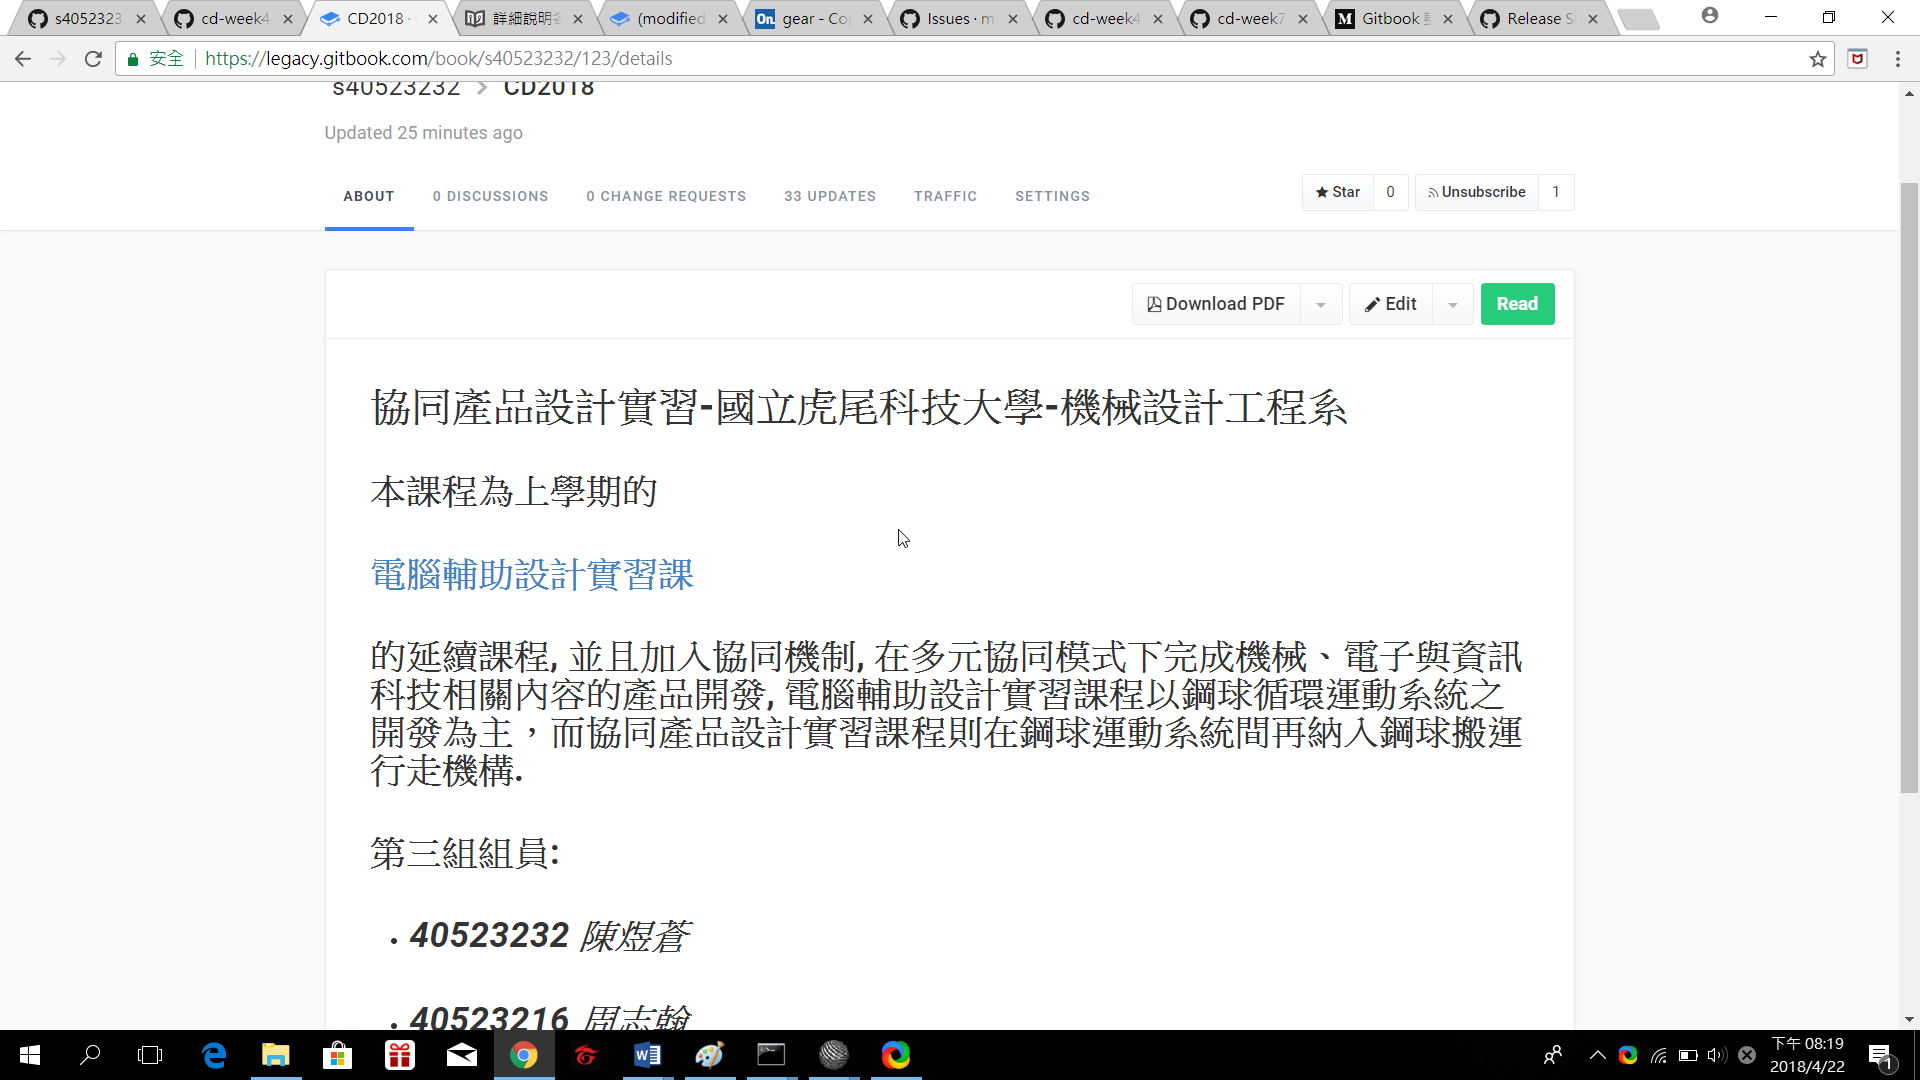 s4052323
cd-week4
CD2018 ·
詳細說明各
(modified
On gear - Co
Issues · m
cd-week4
cd-week7
M Gitbook
Release S
安全 https://legacy.gitbook.com/book/s40523232/123/details
s40523232 > CD2018
Updated 25 minutes ago
ABOUT 0 DISCUSSIONS 0 CHANGE REQUESTS 33 UPDATES TRAFFIC SETTINGS
Star 0 Unsubscribe 1
Download PDF Edit Read
協同產品設計實習-國立虎尾科技大學-機械設計工程系
本課程為上學期的
電腦輔助設計實習課
的延續課程, 並且加入協同機制, 在多元協同模式下完成機械、電子與資訊
科技相關內容的產品開發, 電腦輔助設計實習課程以鋼球循環運動系統之
開發為主，而協同產品設計實習課程則在鋼球運動系統間再納入鋼球搬運
行走機構.
第三組組員:
• 40523232 陳煜蒼
• 40523216 周志翰
下午 08:19
2018/4/22
1